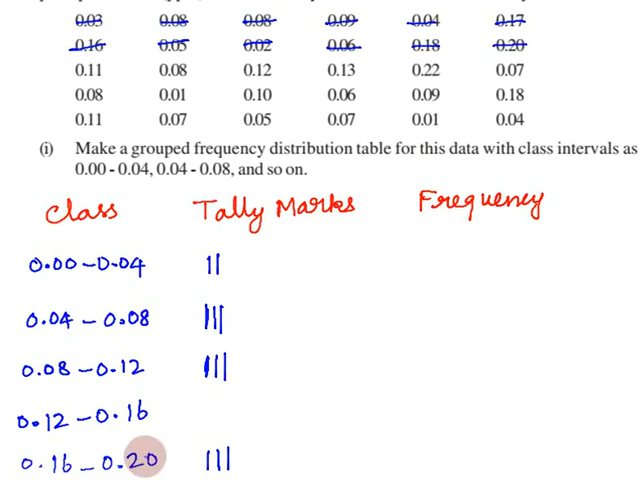 0.03 0.08 0.08 0.09 0.04 0.17
0.16 0.05 0.02 0.06 0.18 0.20
0.11 0.08 0.12 0.13 0.22 0.07
0.08 0.01 0.10 0.06 0.09 0.18
0.11 0.07 0.05 0.07 0.01 0.04
(i) Make a grouped frequency distribution table for this data with class intervals as
0.00 - 0.04, 0.04 - 0.08, and so on.
Class Tally Marks Frequency
0.00-0.04 ||
0.04 - 0.08 |||
0.08 - 0.12 |||
0.12 - 0.16
0.16 - 0.20 |||